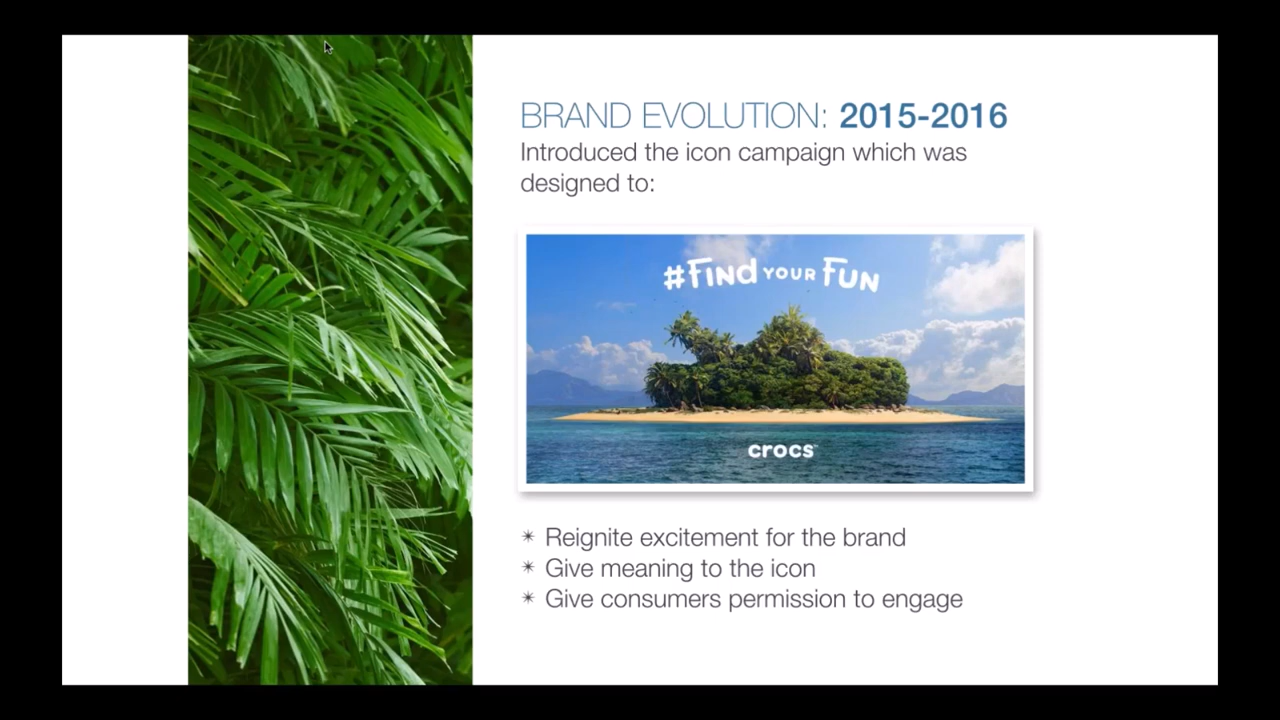 BRAND EVOLUTION: 2015-2016
Introduced the icon campaign which was
designed to:
#FIND YOUR FUN
crocs™
✴ Reignite excitement for the brand
✴ Give meaning to the icon
✴ Give consumers permission to engage